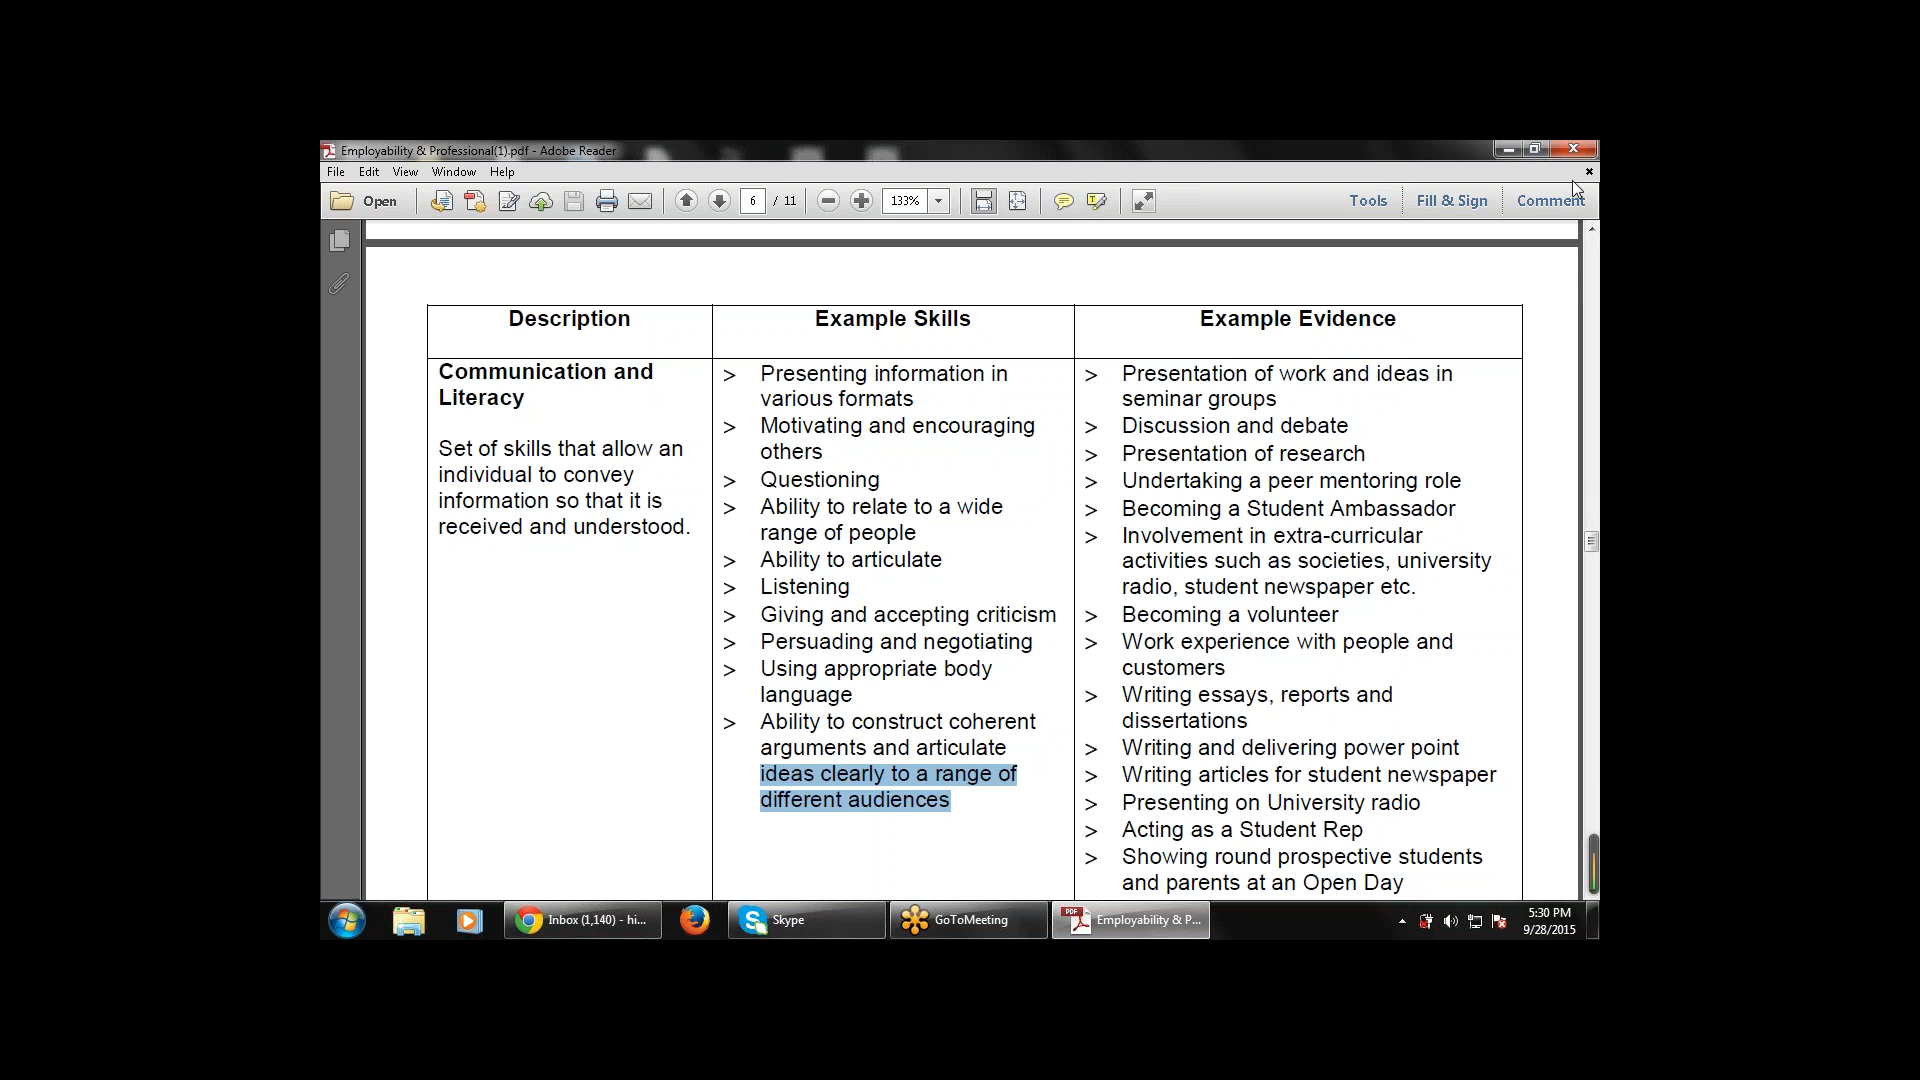 Employability & Professional(1).pdf - Adobe Reader
File Edit View Window Help
Open 6 / 11 133% Tools Fill & Sign Comment
Description
Example Skills
Example Evidence
Communication and
Literacy
Set of skills that allow an
individual to convey
information so that it is
received and understood.
> Presenting information in
various formats
> Motivating and encouraging
others
> Questioning
> Ability to relate to a wide
range of people
> Ability to articulate
> Listening
> Giving and accepting criticism
> Persuading and negotiating
> Using appropriate body
language
> Ability to construct coherent
arguments and articulate
ideas clearly to a range of
different audiences
> Presentation of work and ideas in
seminar groups
> Discussion and debate
> Presentation of research
> Undertaking a peer mentoring role
> Becoming a Student Ambassador
> Involvement in extra-curricular
activities such as societies, university
radio, student newspaper etc.
> Becoming a volunteer
> Work experience with people and
customers
> Writing essays, reports and
dissertations
> Writing and delivering power point
> Writing articles for student newspaper
> Presenting on University radio
> Acting as a Student Rep
> Showing round prospective students
and parents at an Open Day
Inbox (1,140) - hi... Skype GoToMeeting PDF Employability & P...
5:30 PM
9/28/2015